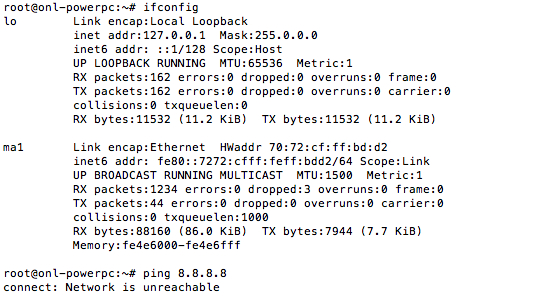 root@onl-powerpc:~# ifconfig
lo        Link encap:Local Loopback
          inet addr:127.0.0.1  Mask:255.0.0.0
          inet6 addr: ::1/128 Scope:Host
          UP LOOPBACK RUNNING  MTU:65536  Metric:1
          RX packets:162 errors:0 dropped:0 overruns:0 frame:0
          TX packets:162 errors:0 dropped:0 overruns:0 carrier:0
          collisions:0 txqueuelen:0
          RX bytes:11532 (11.2 KiB)  TX bytes:11532 (11.2 KiB)

ma1       Link encap:Ethernet  HWaddr 70:72:cf:ff:bd:d2
          inet6 addr: fe80::7272:cfff:feff:bdd2/64 Scope:Link
          UP BROADCAST RUNNING MULTICAST  MTU:1500  Metric:1
          RX packets:1234 errors:0 dropped:3 overruns:0 frame:0
          TX packets:44 errors:0 dropped:0 overruns:0 carrier:0
          collisions:0 txqueuelen:1000
          RX bytes:88160 (86.0 KiB)  TX bytes:7944 (7.7 KiB)
          Memory:fe4e6000-fe4e6fff

root@onl-powerpc:~# ping 8.8.8.8
connect: Network is unreachable